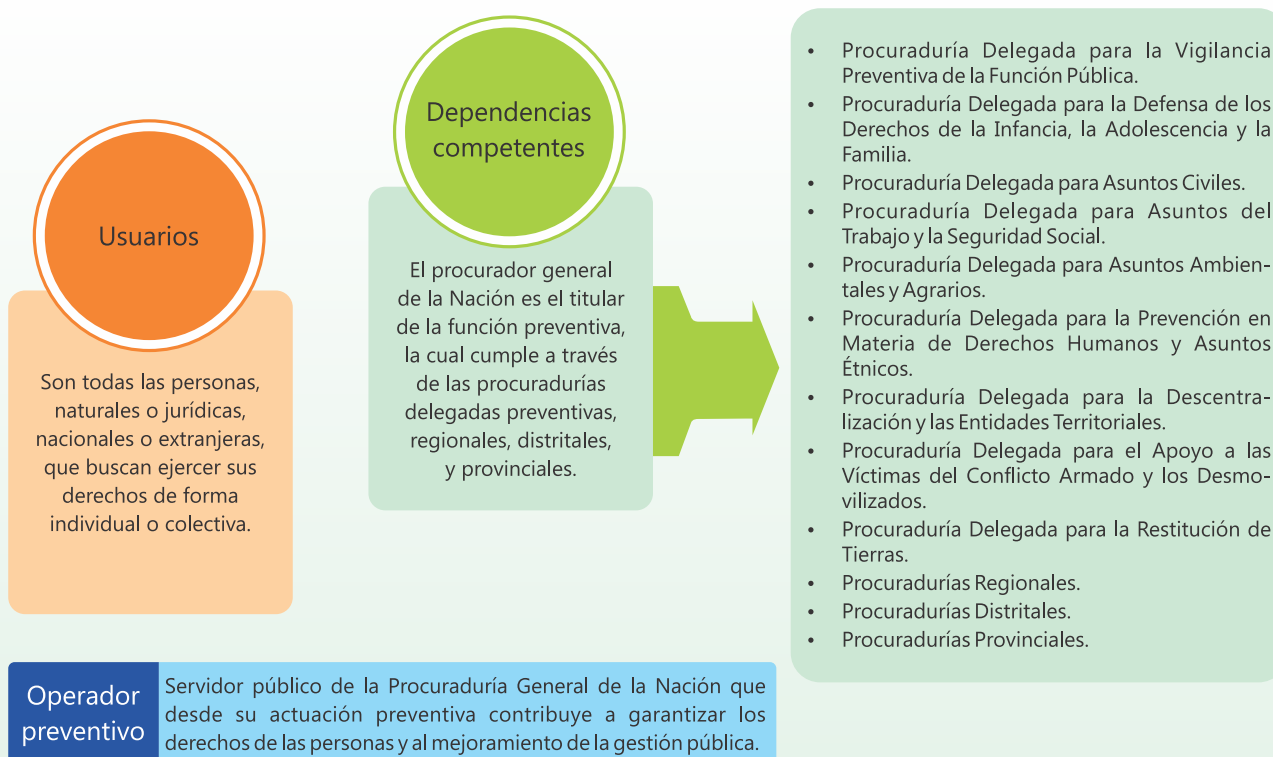 Usuarios
Son todas las personas,
naturales o jurídicas,
nacionales o extranjeras,
que buscan ejercer sus
derechos de forma
individual o colectiva.
Dependencias
competentes
El procurador general
de la Nación es el titular
de la función preventiva,
la cual cumple a través
de las procuradurías
delegadas preventivas,
regionales, distritales,
y provinciales.
• Procuraduría Delegada para la Vigilancia
Preventiva de la Función Pública.
• Procuraduría Delegada para la Defensa de los
Derechos de la Infancia, la Adolescencia y la
Familia.
• Procuraduría Delegada para Asuntos Civiles.
• Procuraduría Delegada para Asuntos del
Trabajo y la Seguridad Social.
• Procuraduría Delegada para Asuntos Ambien-
tales y Agrarios.
• Procuraduría Delegada para la Prevención en
Materia de Derechos Humanos y Asuntos
Étnicos.
• Procuraduría Delegada para la Descentra-
lización y las Entidades Territoriales.
• Procuraduría Delegada para el Apoyo a las
Víctimas del Conflicto Armado y los Desmo-
vilizados.
• Procuraduría Delegada para la Restitución de
Tierras.
• Procuradurías Regionales.
• Procuradurías Distritales.
• Procuradurías Provinciales.
Operador
preventivo
Servidor público de la Procuraduría General de la Nación que
desde su actuación preventiva contribuye a garantizar los
derechos de las personas y al mejoramiento de la gestión pública.